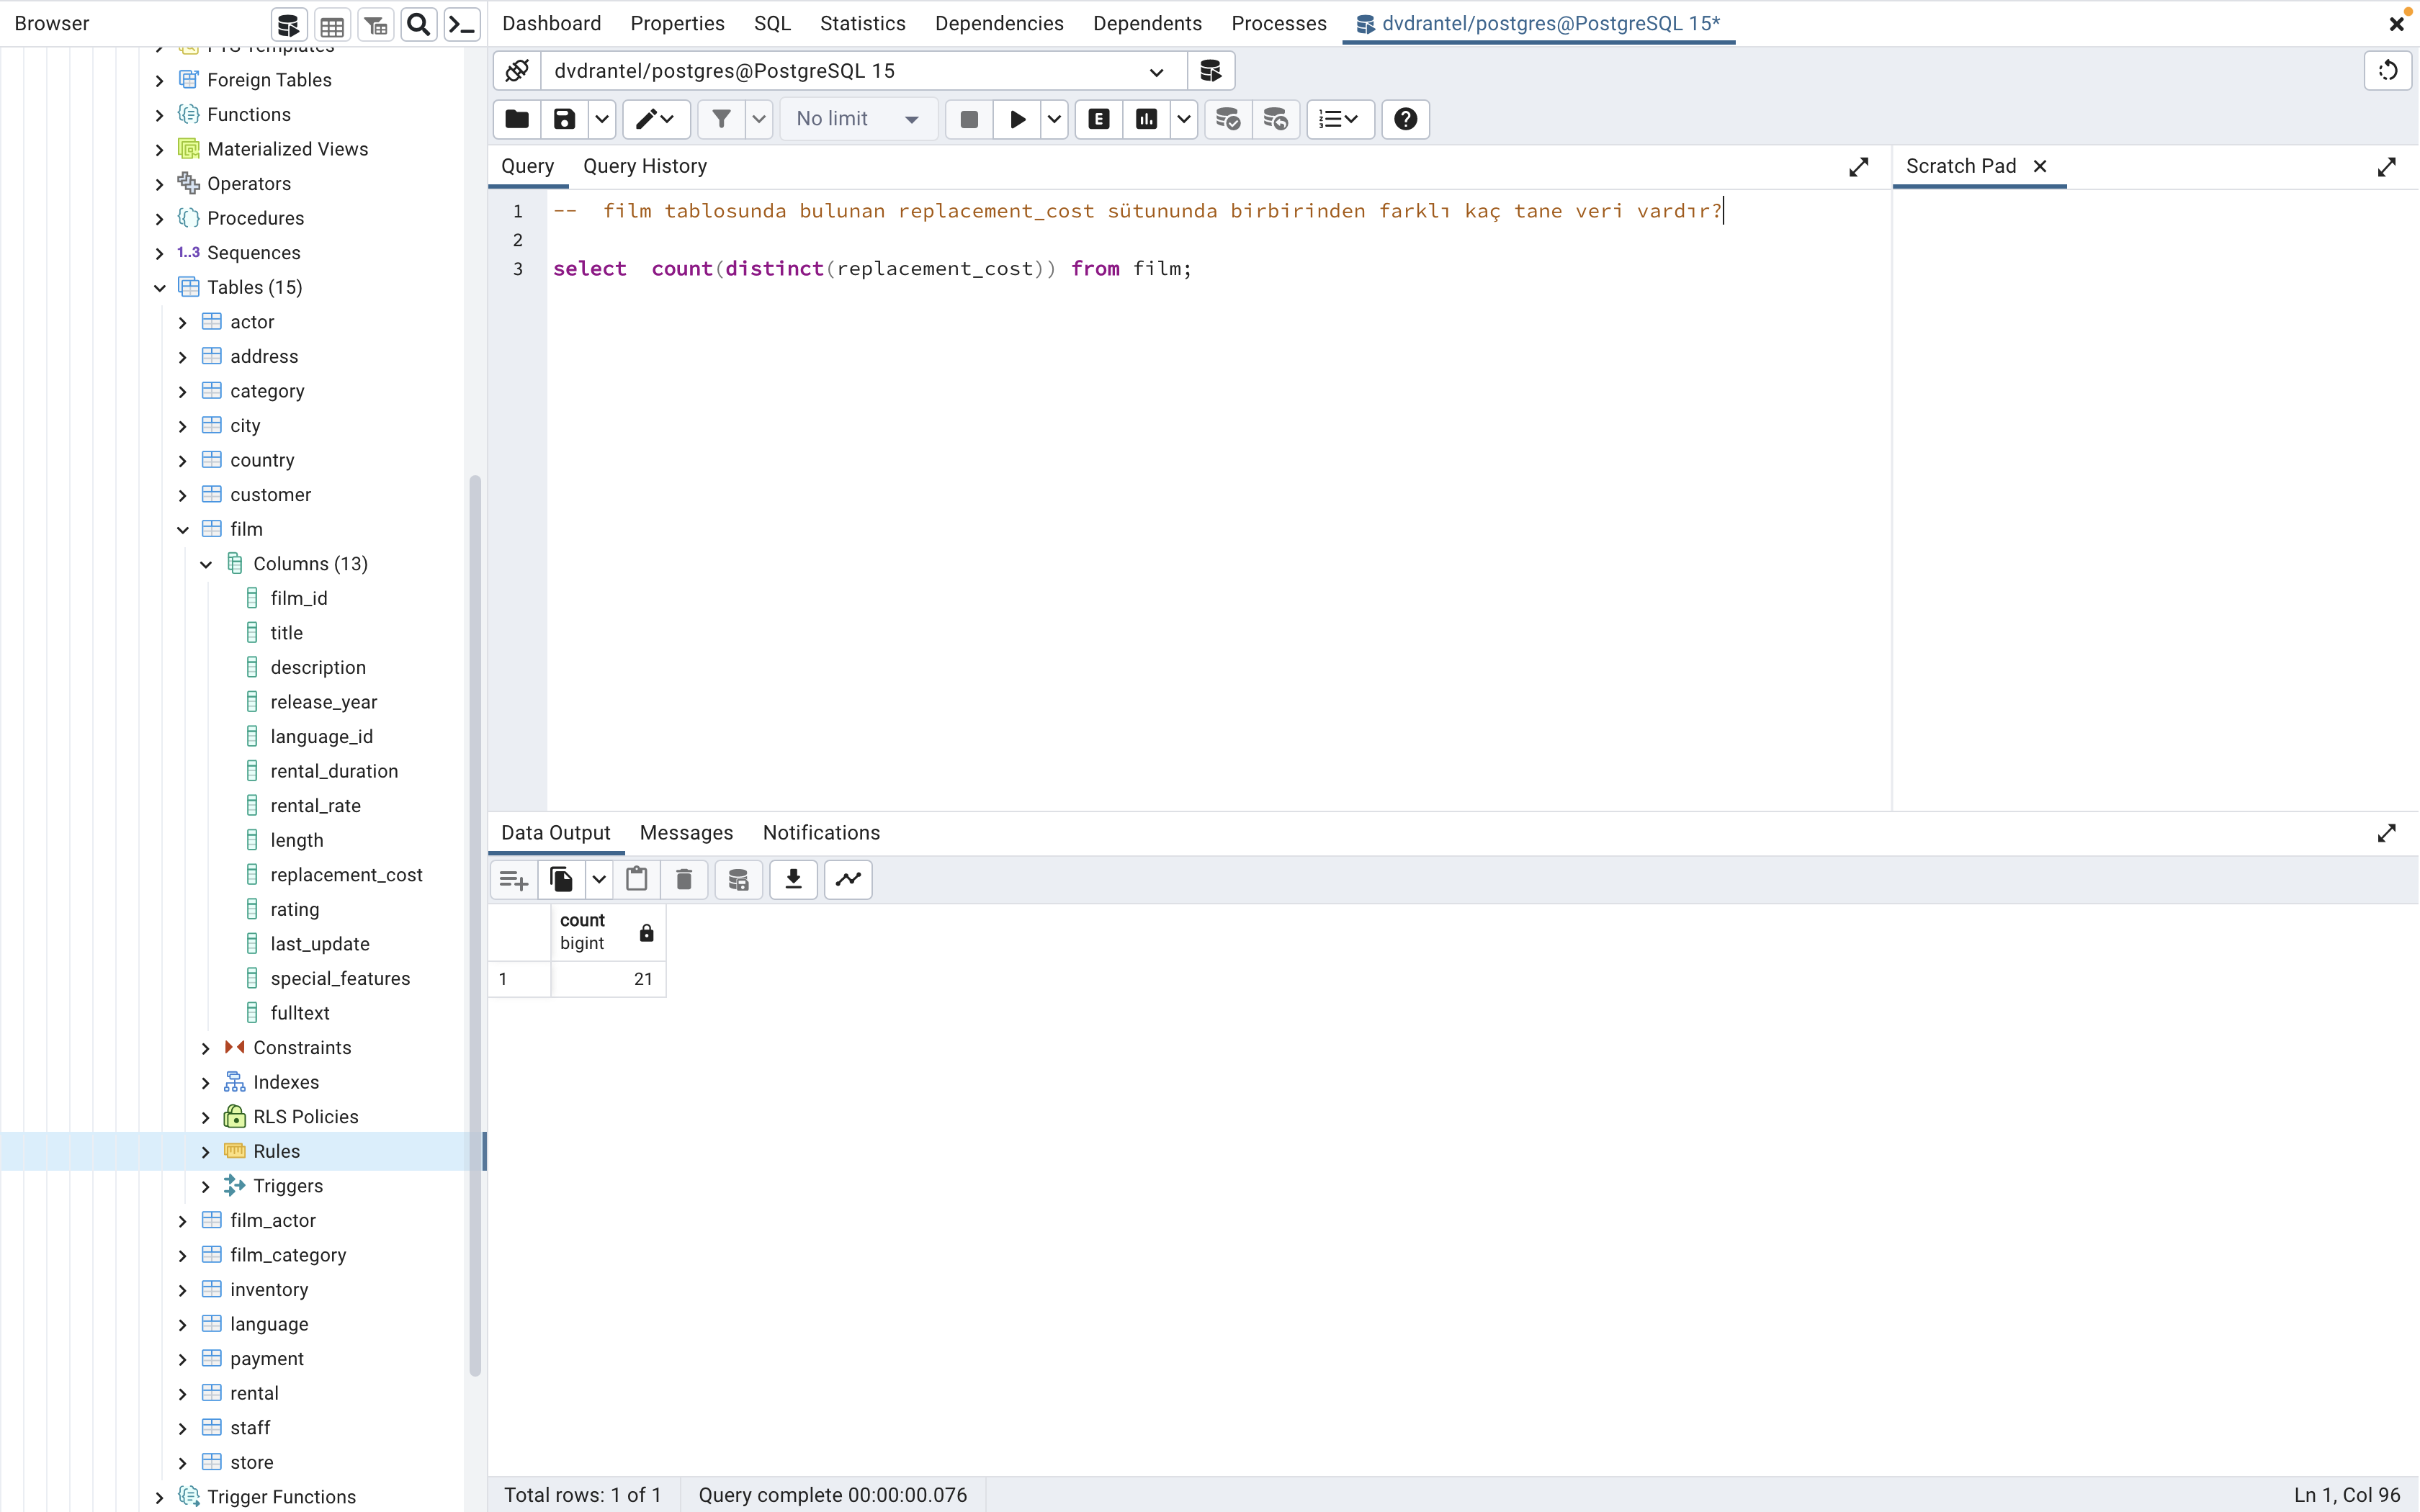 Browser
Dashboard Properties SQL Statistics Dependencies Dependents Processes dvdrantel/postgres@PostgreSQL 15*
FTS Templates
Foreign Tables
Functions
Materialized Views
Operators
Procedures
1..3 Sequences
Tables (15)
actor
address
category
city
country
customer
film
Columns (13)
film_id
title
description
release_year
language_id
rental_duration
rental_rate
length
replacement_cost
rating
last_update
special_features
fulltext
Constraints
Indexes
RLS Policies
Rules
Triggers
film_actor
film_category
inventory
language
payment
rental
staff
store
Trigger Functions
dvdrantel/postgres@PostgreSQL 15
No limit E
Query Query History
Scratch Pad
1 --  film tablosunda bulunan replacement_cost sütununda birbirinden farklı kaç tane veri vardır?
2
3 select  count(distinct(replacement_cost)) from film;
Data Output Messages Notifications
count
bigint
1 21
Total rows: 1 of 1 Query complete 00:00:00.076 Ln 1, Col 96